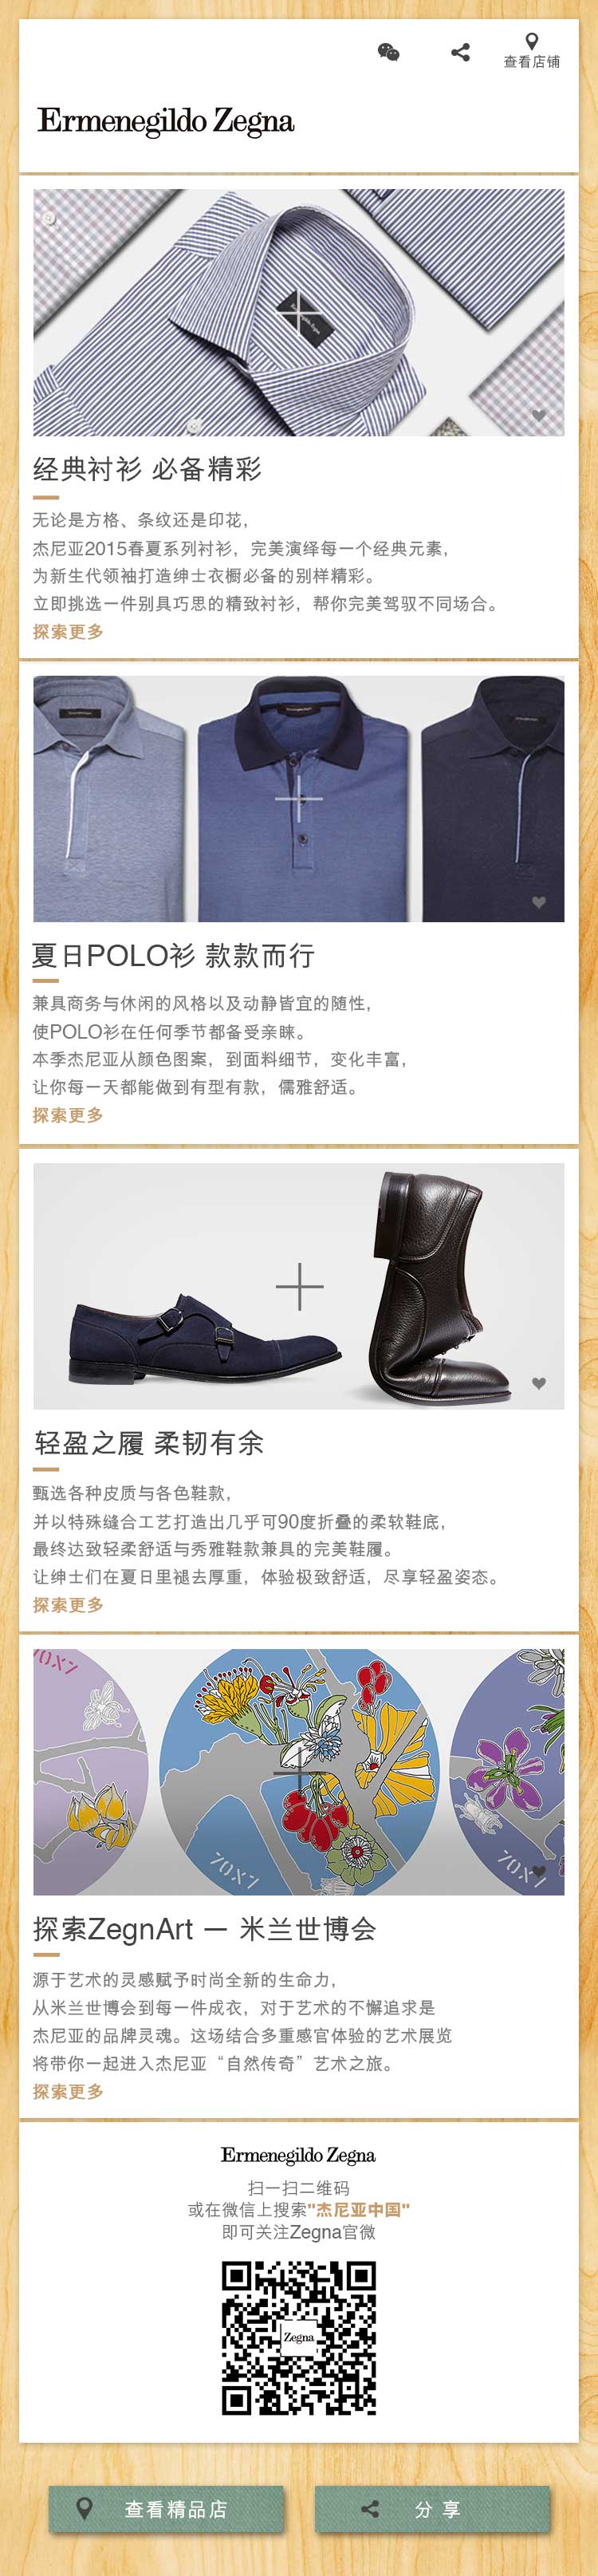 查看店铺
Ermenegildo Zegna
经典衬衫 必备精彩
无论是方格、条纹还是印花，
杰尼亚2015春夏系列衬衫，完美演绎每一个经典元素，
为新生代领袖打造绅士衣橱必备的别样精彩。
立即挑选一件别具巧思的精致衬衫，帮你完美驾驭不同场合。
探索更多
夏日POLO衫 款款而行
兼具商务与休闲的风格以及动静皆宜的随性，
使POLO衫在任何季节都备受亲睐。
本季杰尼亚从颜色图案，到面料细节，变化丰富，
让你每一天都能做到有型有款，儒雅舒适。
探索更多
轻盈之履 柔韧有余
甄选各种皮质与各色鞋款，
并以特殊缝合工艺打造出几乎可90度折叠的柔软鞋底，
最终达致轻柔舒适与秀雅鞋款兼具的完美鞋履。
让绅士们在夏日里褪去厚重，体验极致舒适，尽享轻盈姿态。
探索更多
70X7
70X7
70X7
探索ZegnArt — 米兰世博会
源于艺术的灵感赋予时尚全新的生命力，
从米兰世博会到每一件成衣，对于艺术的不懈追求是
杰尼亚的品牌灵魂。这场结合多重感官体验的艺术展览
将带你一起进入杰尼亚“自然传奇”艺术之旅。
探索更多
Ermenegildo Zegna
扫一扫二维码
或在微信上搜索"杰尼亚中国"
即可关注Zegna官微
Zegna
查看精品店
分 享